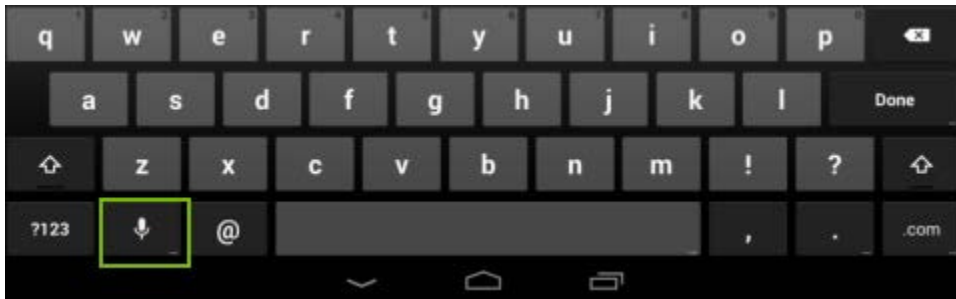 q w e r t y u i o p
a s d f g h j k l Done
z x c v b n m ! ?
?123 @ , . .com